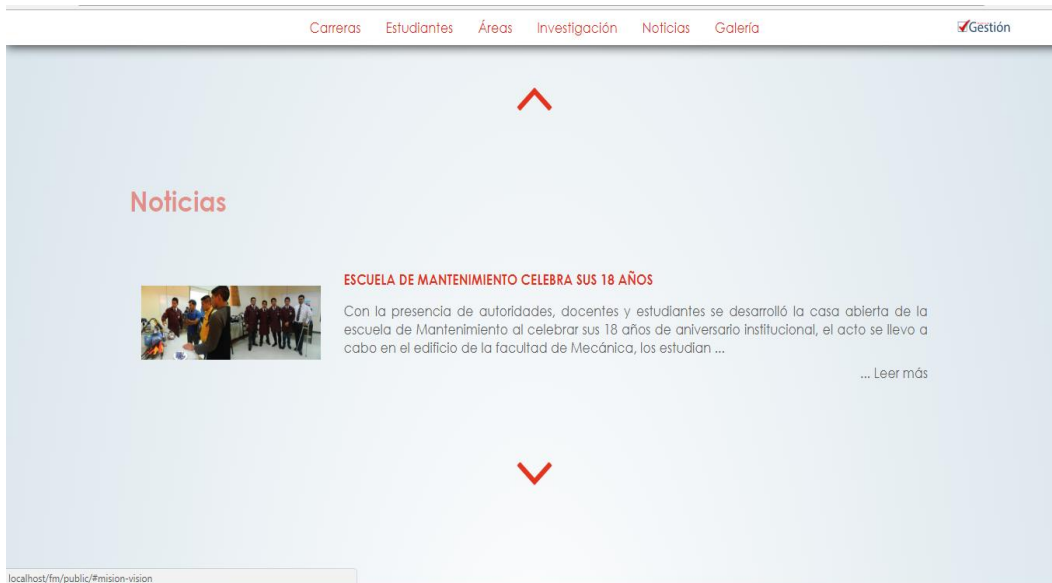 Carreras Estudiantes Áreas Investigación Noticias Galería Gestión
Noticias
ESCUELA DE MANTENIMIENTO CELEBRA SUS 18 AÑOS
Con la presencia de autoridades, docentes y estudiantes se desarrolló la casa abierta de la
escuela de Mantenimiento al celebrar sus 18 años de aniversario institucional, el acto se llevo a
cabo en el edificio de la facultad de Mecánica, los estudian ...
... Leer más
localhost/fm/public/#mision-vision